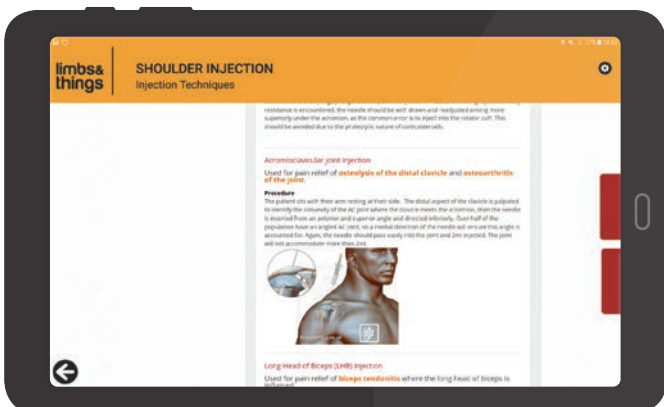 limbs&
things
SHOULDER INJECTION
Injection Techniques
resistance is encountered, the needle should be with drawn and readjusted aiming more
superiorly under the acromion, as the common error is to inject into the rotator cuff. This
should be avoided due to the proteolytic nature of corticosteroids.
Acromioclavicular joint injection
Used for pain relief of osteolysis of the distal clavicle and osteoarthritis
of the joint.
Procedure
The patient sits with their arm resting at their side. The distal aspect of the clavicle is palpated
to identify the convexity of the AC joint where the clavicle meets the acromion, then the needle
is inserted from an anterior and superior angle and directed inferiorly. Over half of the
population have an angled AC joint, so a medial direction of the needle will ensure this angle is
accounted for. Again, the needle should pass easily into the joint and 2ml injected. The joint
will not accommodate more than 2ml.
Long Head of Biceps (LHB) Injection
Used for pain relief of biceps tendonitis where the long head of biceps is